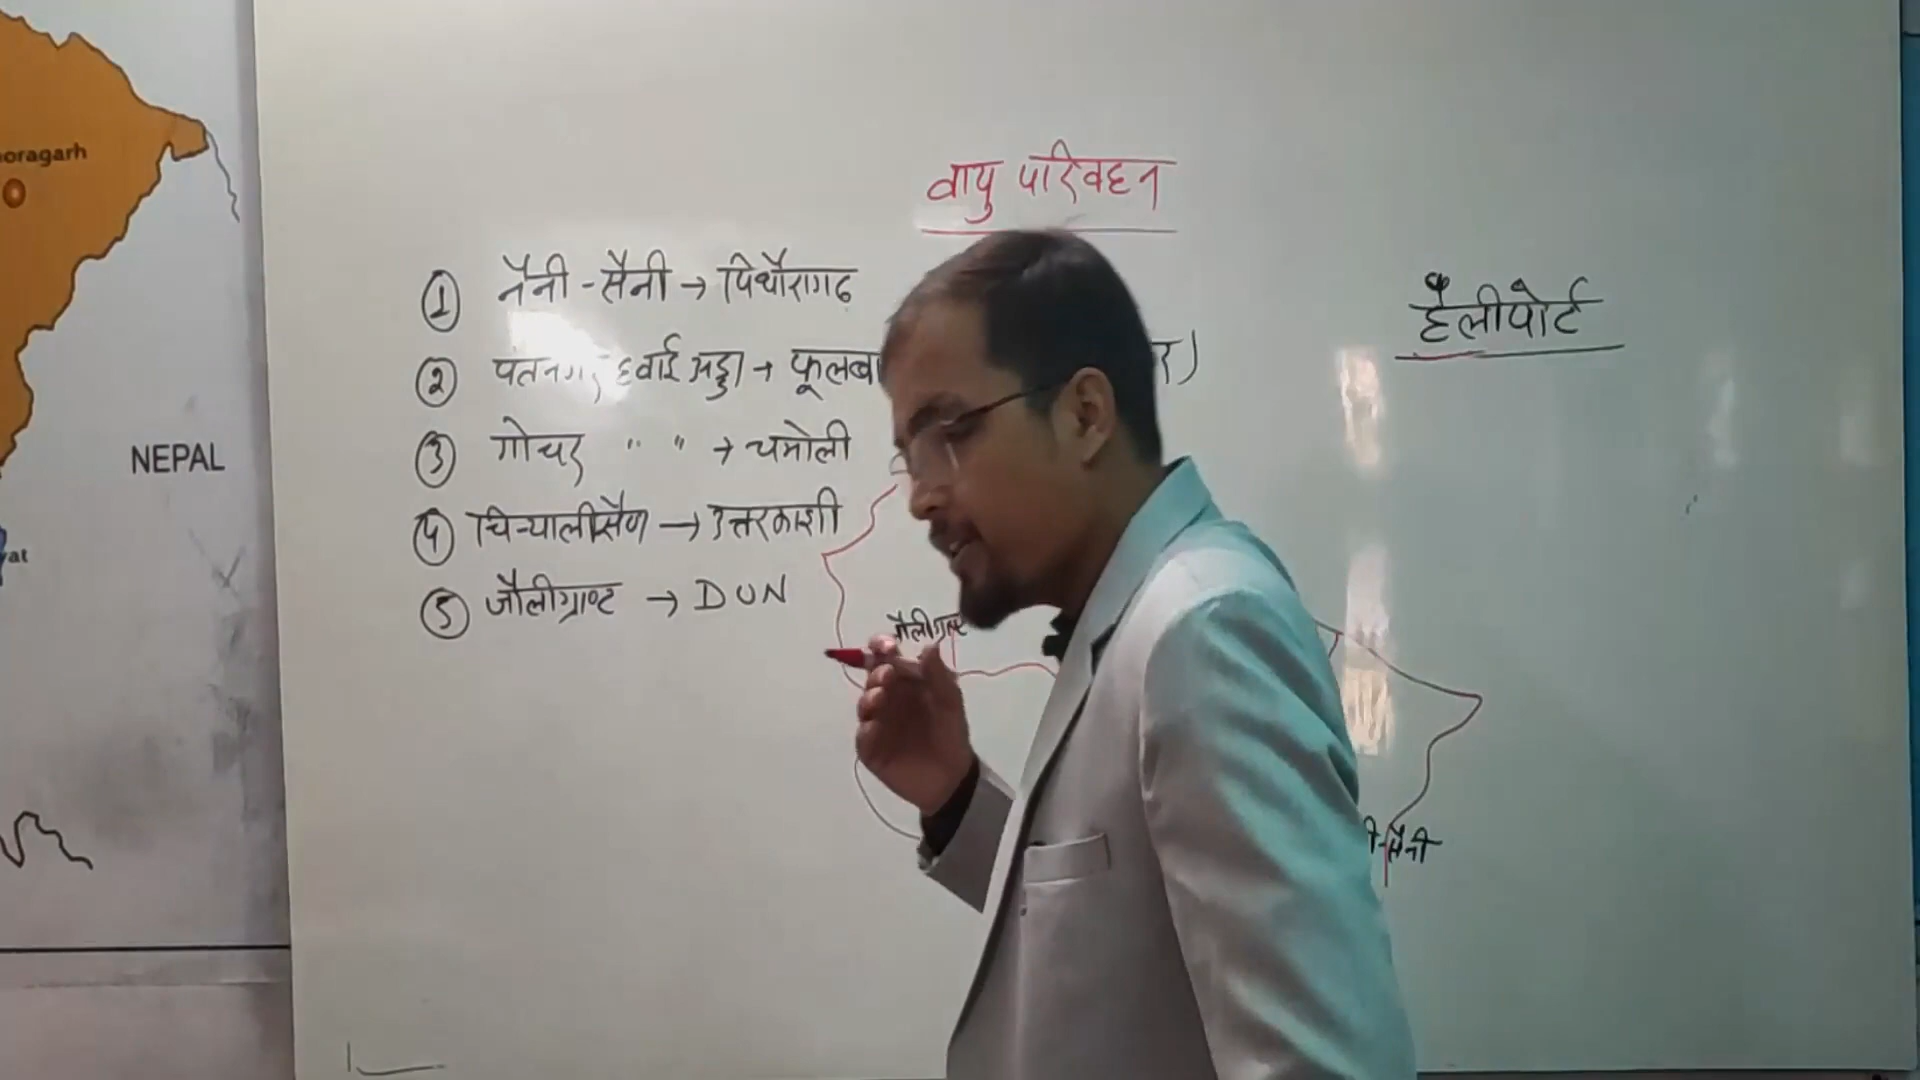 oragarh
NEPAL
at
वायु परिवहन
① नैनी-सैनी → पिथौरागढ़
② पंतनगर हवाई अड्डा → फूलबा
र)
③ गोचर " " → चमोली
④ चिन्यालीसैण → उत्तरकाशी
⑤ जौलीग्राण्ट → DUN
हैलीपोर्ट
जौलीग्राण्ट
ी-सैनी